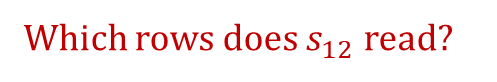 Which rows does s₁₂ read?